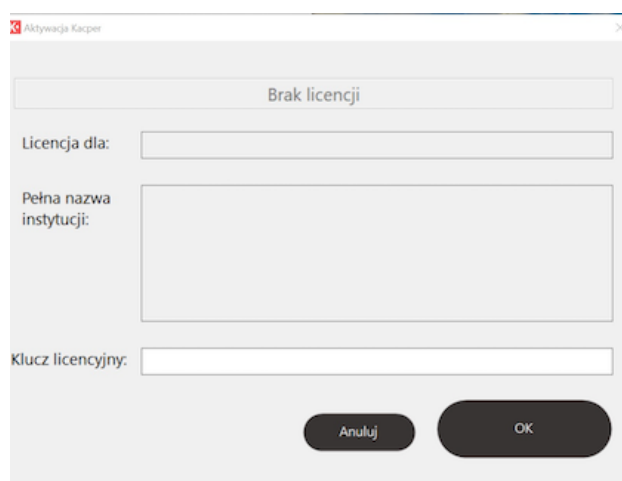 Aktywacja Kacper
Brak licencji
Licencja dla:
Pełna nazwa
instytucji:
Klucz licencyjny:
Anuluj
OK